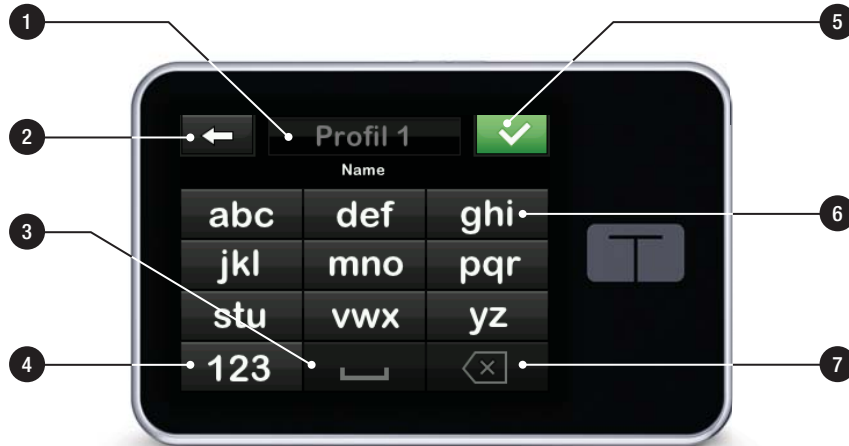 1
5
2
Profil 1
Name
abc def ghi
6
3
jkl mno pqr
stu vwx yz
4
123
7